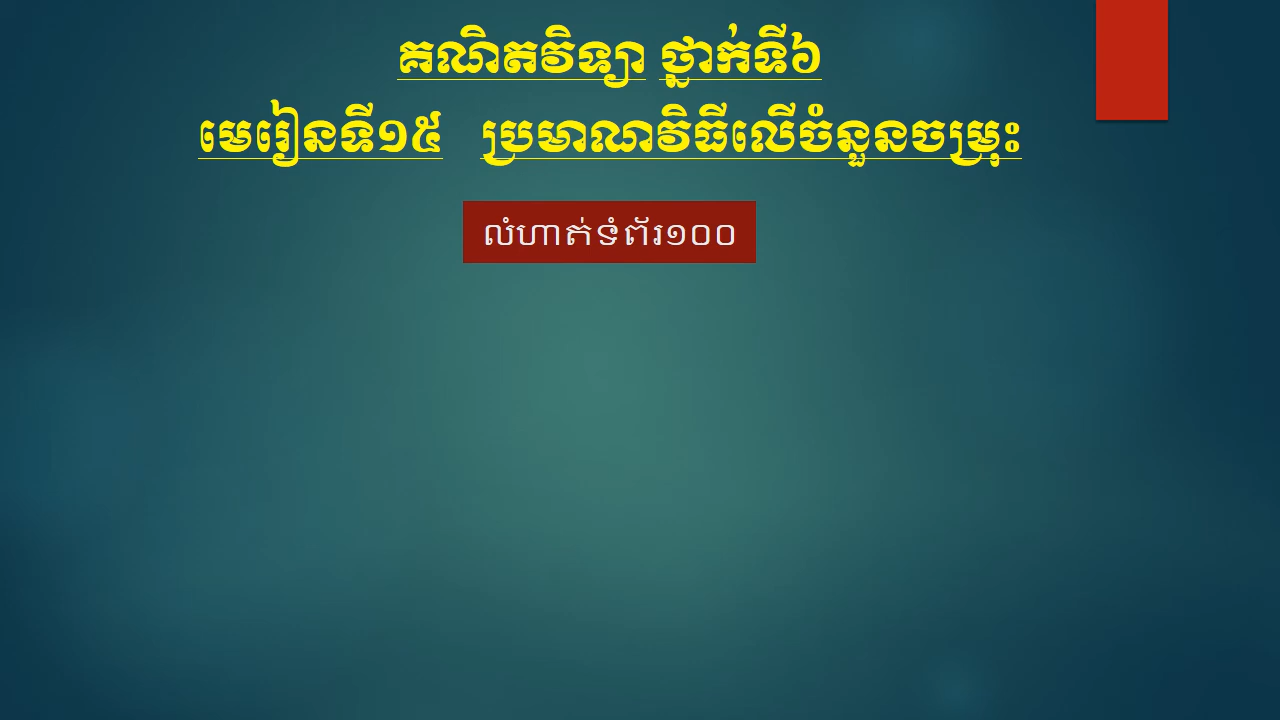 គណិតវិទ្យា ថ្នាក់ទី៦
មេរៀនទី១៥ ប្រមាណវិធីលើចំនួនចម្រុះ
លំហាត់ទំព័រ១០០